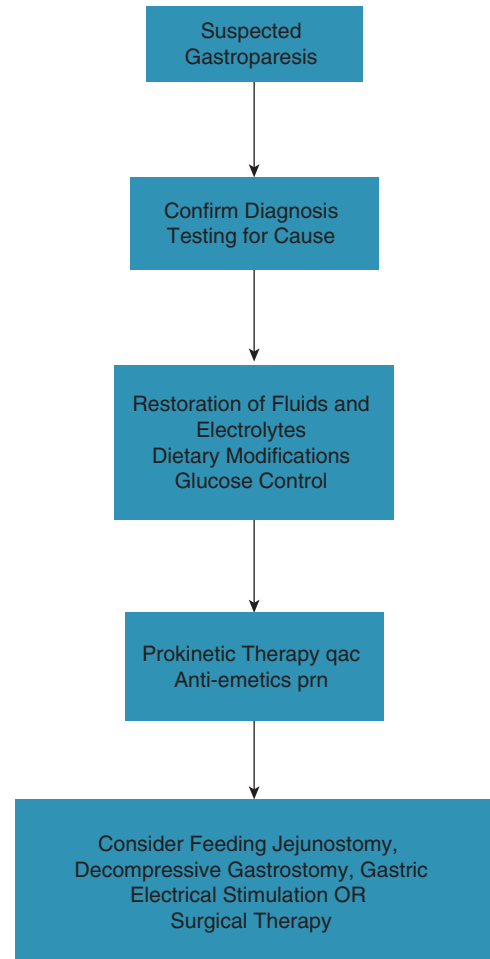 Suspected
Gastroparesis
Confirm Diagnosis
Testing for Cause
Restoration of Fluids and
Electrolytes
Dietary Modifications
Glucose Control
Prokinetic Therapy qac
Anti-emetics prn
Consider Feeding Jejunostomy,
Decompressive Gastrostomy, Gastric
Electrical Stimulation OR
Surgical Therapy